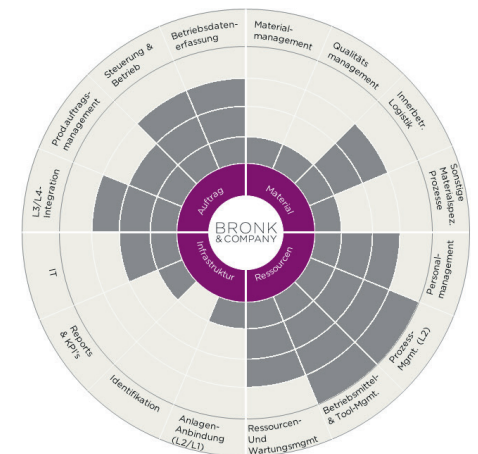 Material-
management
Qualitäts
management
Innerbetr.
Logistik
Sonstige
Materialspez.
Prozesse
Personal-
management
Prozess-
Mgmt. (L2)
Betriebsmittel-
& Tool-Mgmt.
Ressourcen-
Und
Wartungsmgmt
Anlagen-
Anbindung
(L2/L1)
Identifikation
Reports
& KPI's
IT
L3/L4-
Integration
Prod.auftrags-
management
Steuerung &
Betrieb
Betriebsdaten-
erfassung
Auftrag
Material
BRONK
& COMPANY
Infrastruktur
Ressourcen